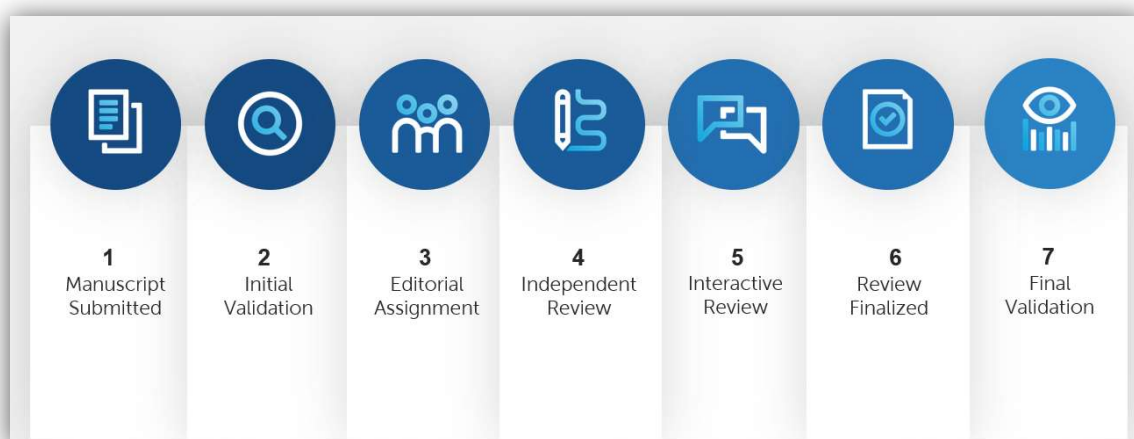 1
Manuscript
Submitted
2
Initial
Validation
3
Editorial
Assignment
4
Independent
Review
5
Interactive
Review
6
Review
Finalized
7
Final
Validation